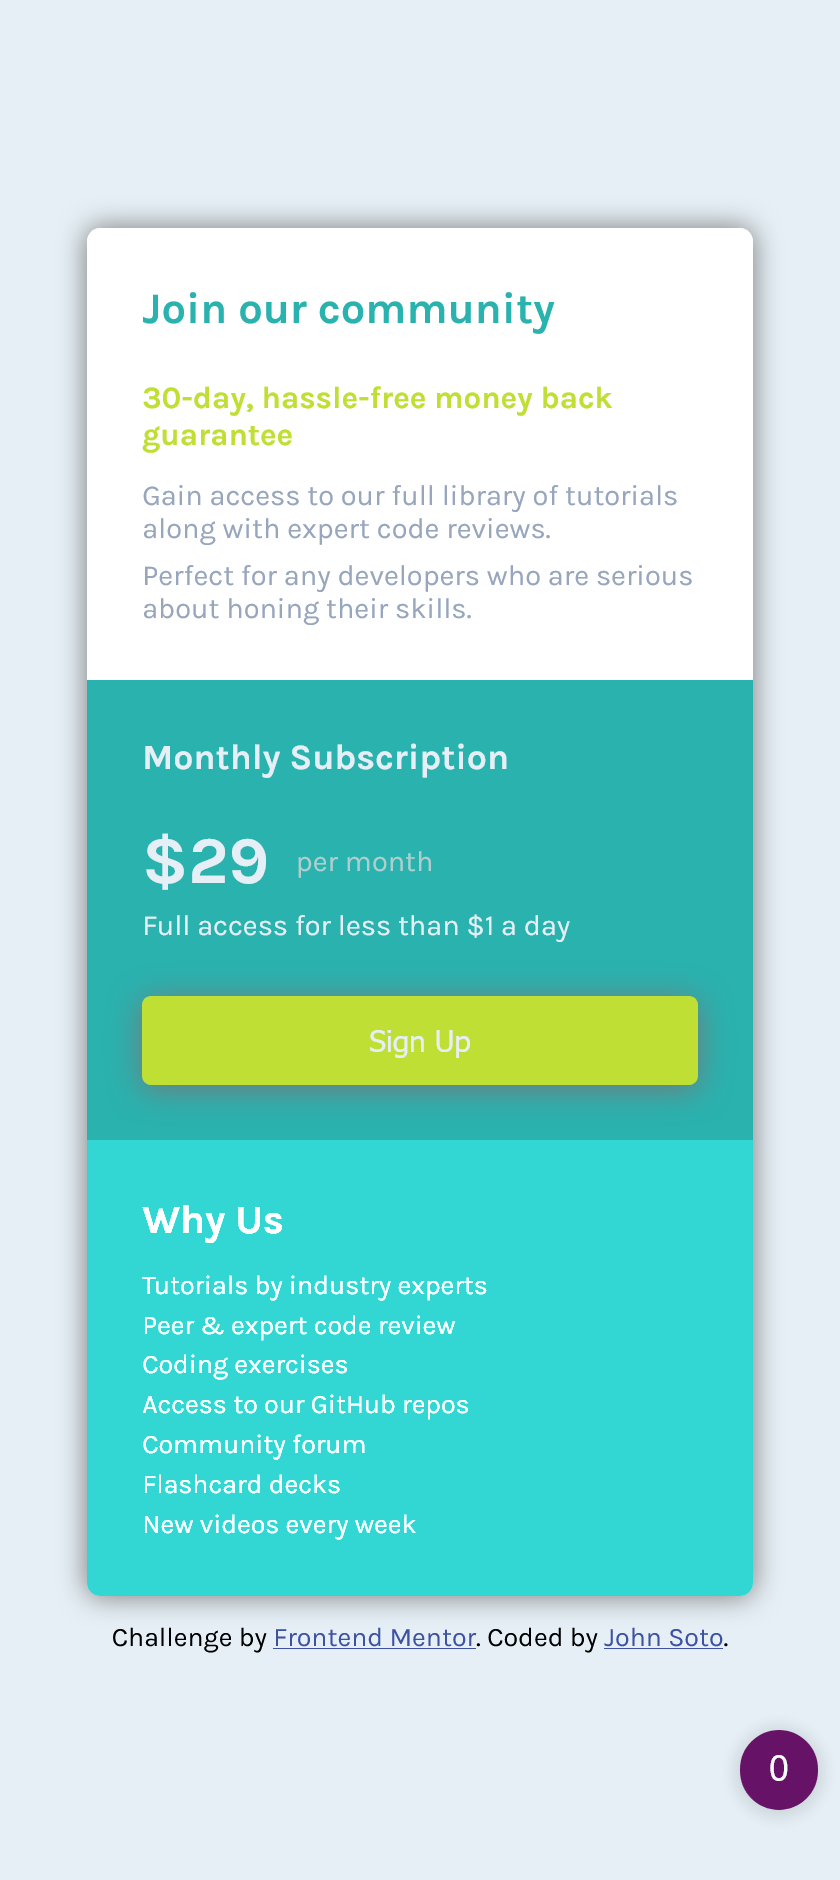 Join our community
30-day, hassle-free money back
guarantee
Gain access to our full library of tutorials
along with expert code reviews.
Perfect for any developers who are serious
about honing their skills.
Monthly Subscription
$29 per month
Full access for less than $1 a day
Sign Up
Why Us
Tutorials by industry experts
Peer & expert code review
Coding exercises
Access to our GitHub repos
Community forum
Flashcard decks
New videos every week
Challenge by Frontend Mentor. Coded by John Soto.
0